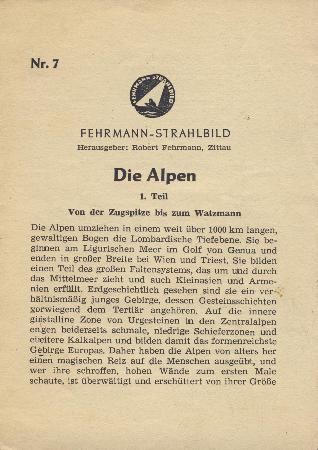 Nr. 7
FEHRMANN STRAHLBILD
FEHRMANN-STRAHLBILD
Herausgeber: Robert Fehrmann, Zittau
Die Alpen
1. Teil
Von der Zugspitze bis zum Watzmann
Die Alpen umziehen in einem weit über 1000 km langen,
gewaltigen Bogen die Lombardische Tiefebene. Sie be-
ginnen am Ligurischen Meer im Golf von Genua und
enden in großer Breite bei Wien und Triest. Sie bilden
einen Teil des großen Faltensystems, das um und durch
das Mittelmeer zieht und auch Kleinasien und Arme-
nien erfüllt. Erdgeschichtlich gesehen sind sie ein ver-
hältnismäßig junges Gebirge, dessen Gesteinsschichten
vorwiegend dem Tertiär angehören. Auf die innere
kristalline Zone von Urgesteinen in den Zentralalpen
engen beiderseits schmale, niedrige Schieferzonen und
breitere Kalkalpen und bilden damit das formenreichste
Gebirge Europas. Daher haben die Alpen von alters her
einen magischen Reiz auf die Menschen ausgeübt, und
wer ihre schroffen, hohen Wände zum ersten Male
schaute, ist überwältigt und erschüttert von ihrer Größe